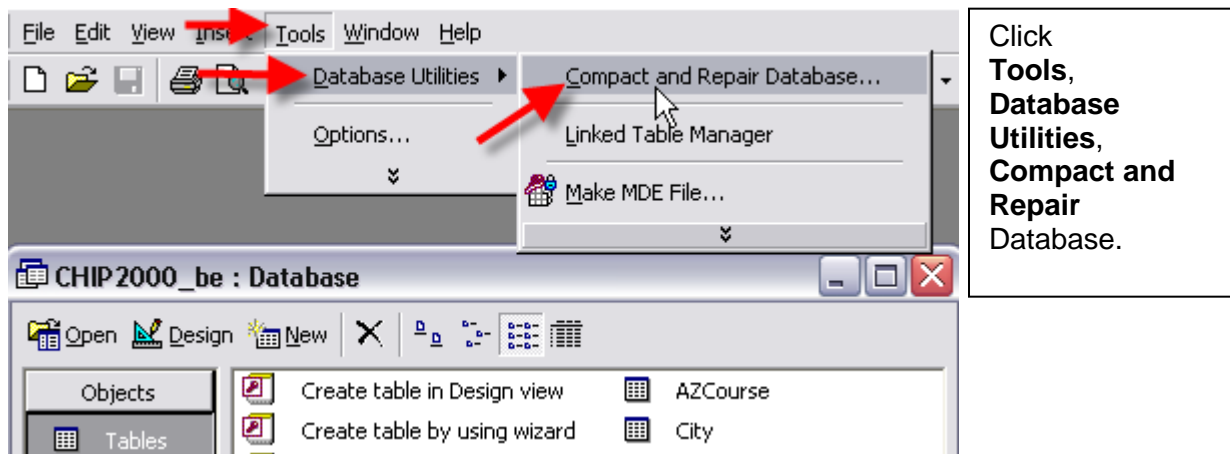 File Edit View Insert Tools Window Help
Database Utilities
Compact and Repair Database...
Options...
Linked Table Manager
Make MDE File...
Click
Tools,
Database
Utilities,
Compact and
Repair
Database.
CHIP2000_be : Database
Open Design New
Objects
Create table in Design view
AZCourse
Tables
Create table by using wizard
City